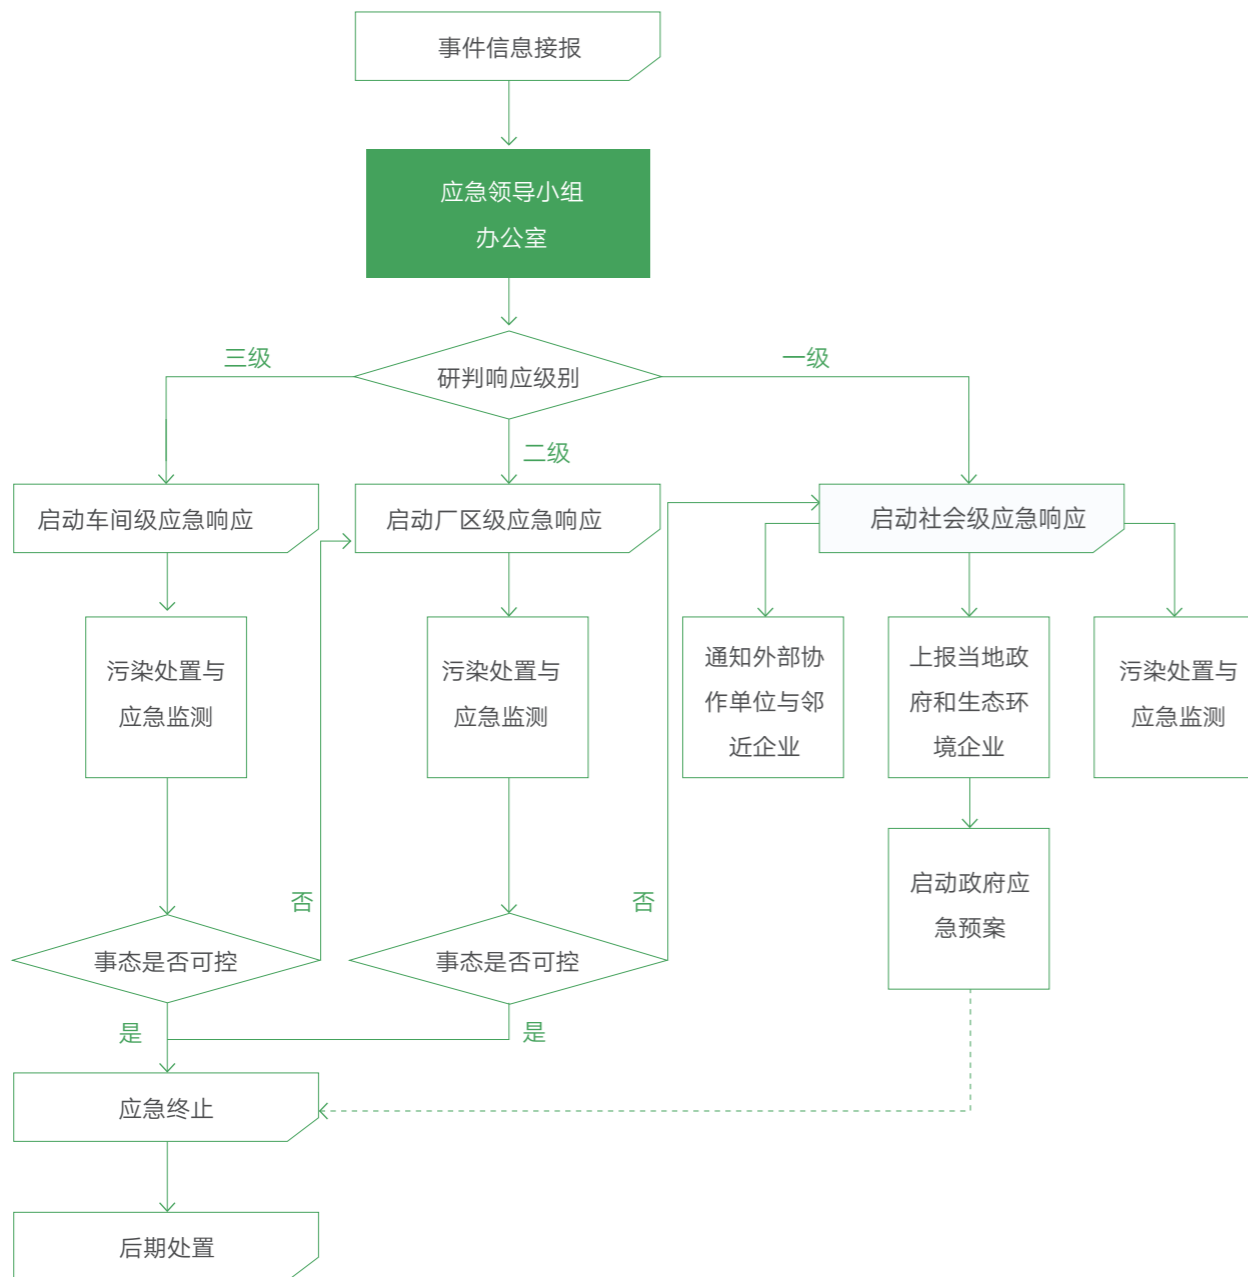 事件信息接报
应急领导小组
办公室
研判响应级别
三级
一级
二级
启动车间级应急响应
启动厂区级应急响应
启动社会级应急响应
污染处置与
应急监测
污染处置与
应急监测
通知外部协
作单位与邻
近企业
上报当地政
府和生态环
境企业
污染处置与
应急监测
启动政府应
急预案
否
否
事态是否可控
事态是否可控
是
是
应急终止
后期处置